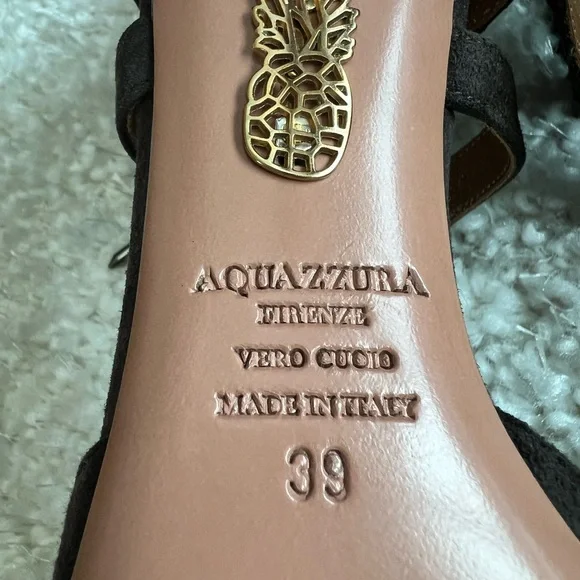 AQUAZZURA
FIRENZE
VERO CUOIO
MADE IN ITALY
39